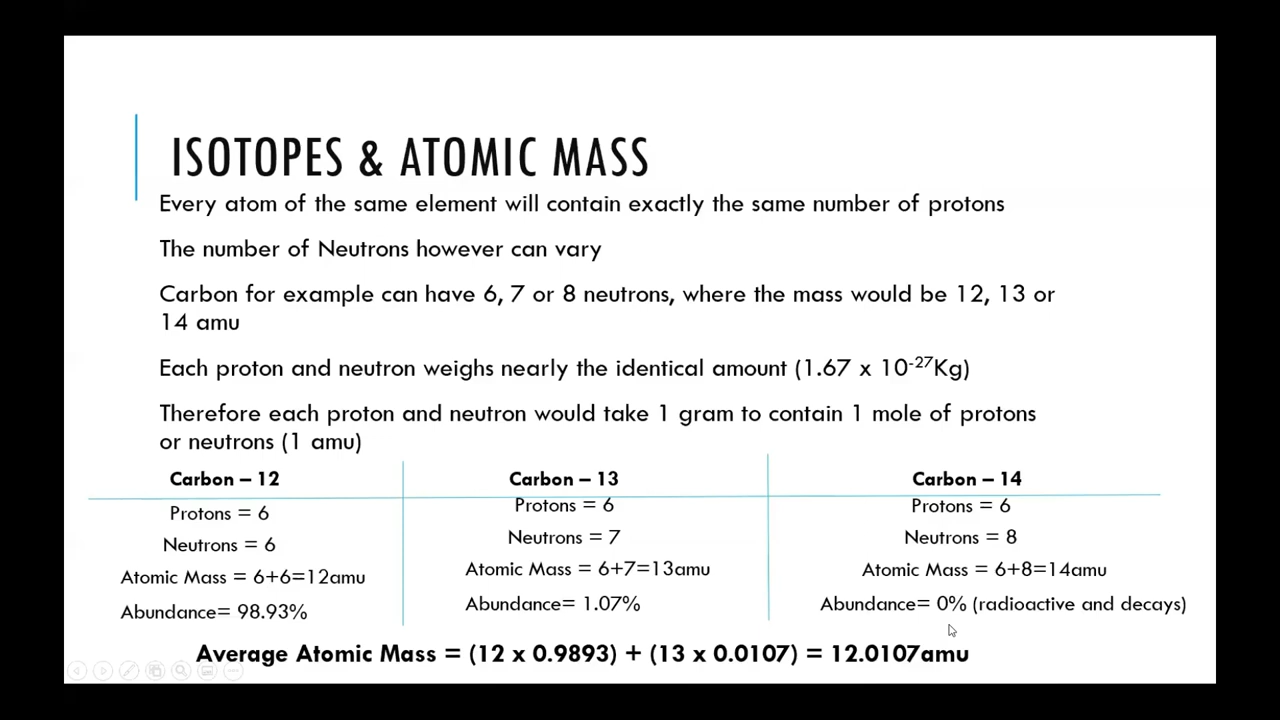 ISOTOPES & ATOMIC MASS
Every atom of the same element will contain exactly the same number of protons
The number of Neutrons however can vary
Carbon for example can have 6, 7 or 8 neutrons, where the mass would be 12, 13 or
14 amu
Each proton and neutron weighs nearly the identical amount (1.67 x 10⁻²⁷Kg)
Therefore each proton and neutron would take 1 gram to contain 1 mole of protons
or neutrons (1 amu)
Carbon – 12
Protons = 6
Neutrons = 6
Atomic Mass = 6+6=12amu
Abundance= 98.93%
Carbon – 13
Protons = 6
Neutrons = 7
Atomic Mass = 6+7=13amu
Abundance= 1.07%
Carbon – 14
Protons = 6
Neutrons = 8
Atomic Mass = 6+8=14amu
Abundance= 0% (radioactive and decays)
Average Atomic Mass = (12 x 0.9893) + (13 x 0.0107) = 12.0107amu